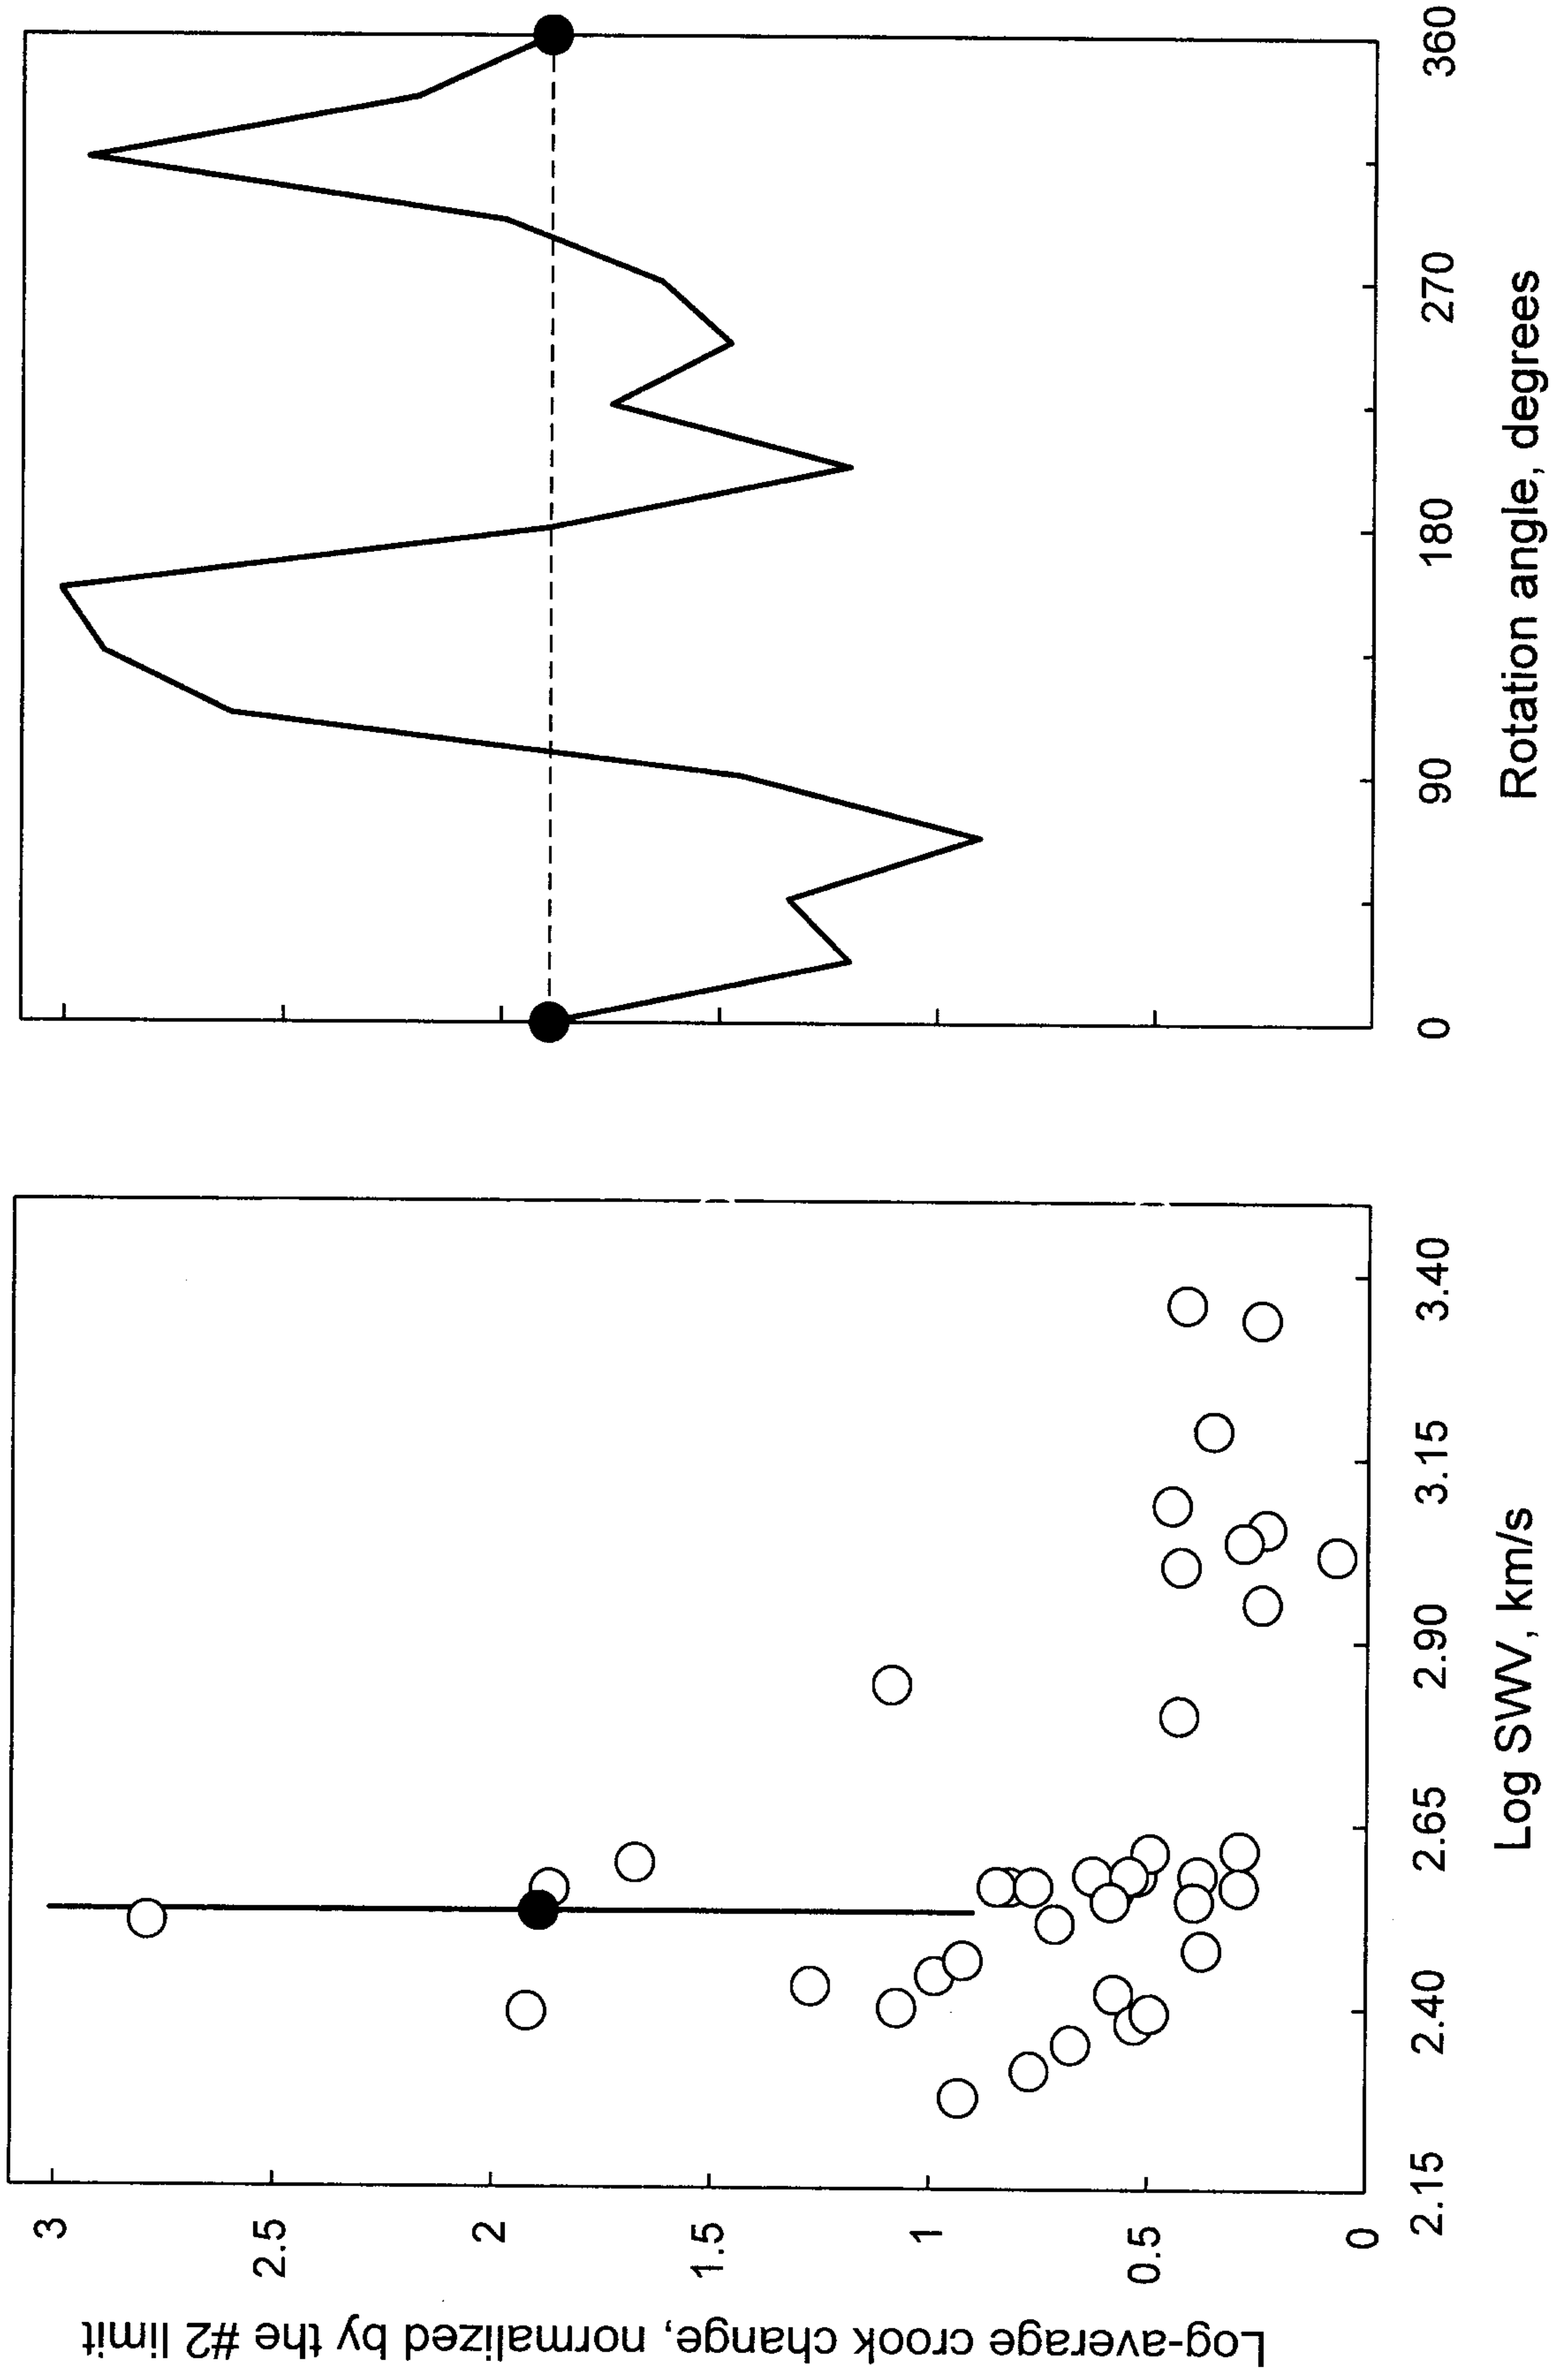 Log-average crook change, normalized by the #2 limit
3
2.5
2
1.5
1
0.5
0
2.15 2.40 2.65 2.90 3.15 3.40
Log SWV, km/s
0 90 180 270 360
Rotation angle, degrees